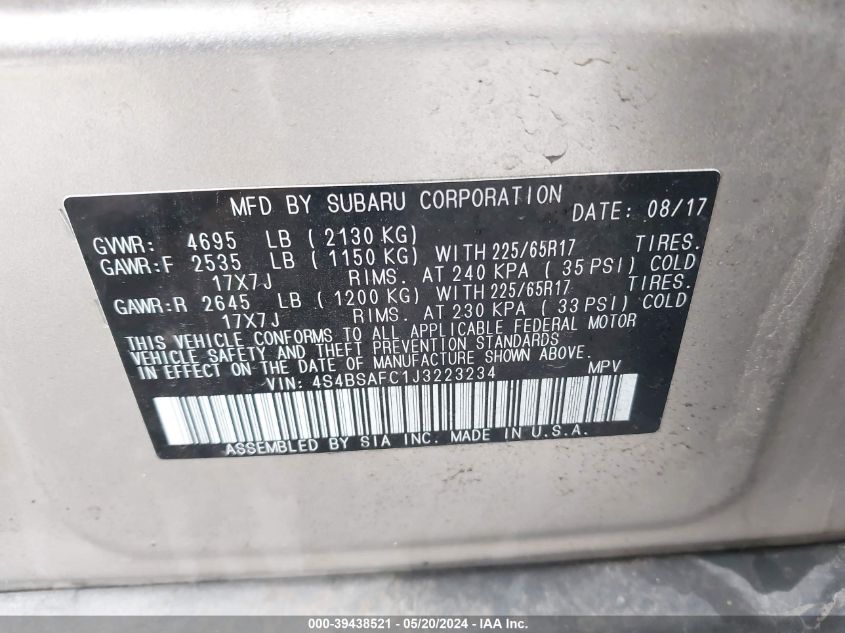 MFD BY SUBARU CORPORATION DATE: 08/17
GVWR: 4695 LB ( 2130 KG)
GAWR:F 2535 LB ( 1150 KG) WITH 225/65R17 TIRES.
17X7J RIMS. AT 240 KPA ( 35 PSI) COLD
GAWR:R 2645 LB ( 1200 KG) WITH 225/65R17 TIRES.
17X7J RIMS. AT 230 KPA ( 33 PSI) COLD
THIS VEHICLE CONFORMS TO ALL APPLICABLE FEDERAL MOTOR
VEHICLE SAFETY AND THEFT PREVENTION STANDARDS
IN EFFECT ON THE DATE OF MANUFACTURE SHOWN ABOVE.
VIN: 4S4BSAFC1J3223234 MPV
ASSEMBLED BY SIA INC. MADE IN U.S.A.
000-39438521 - 05/20/2024 - IAA Inc.